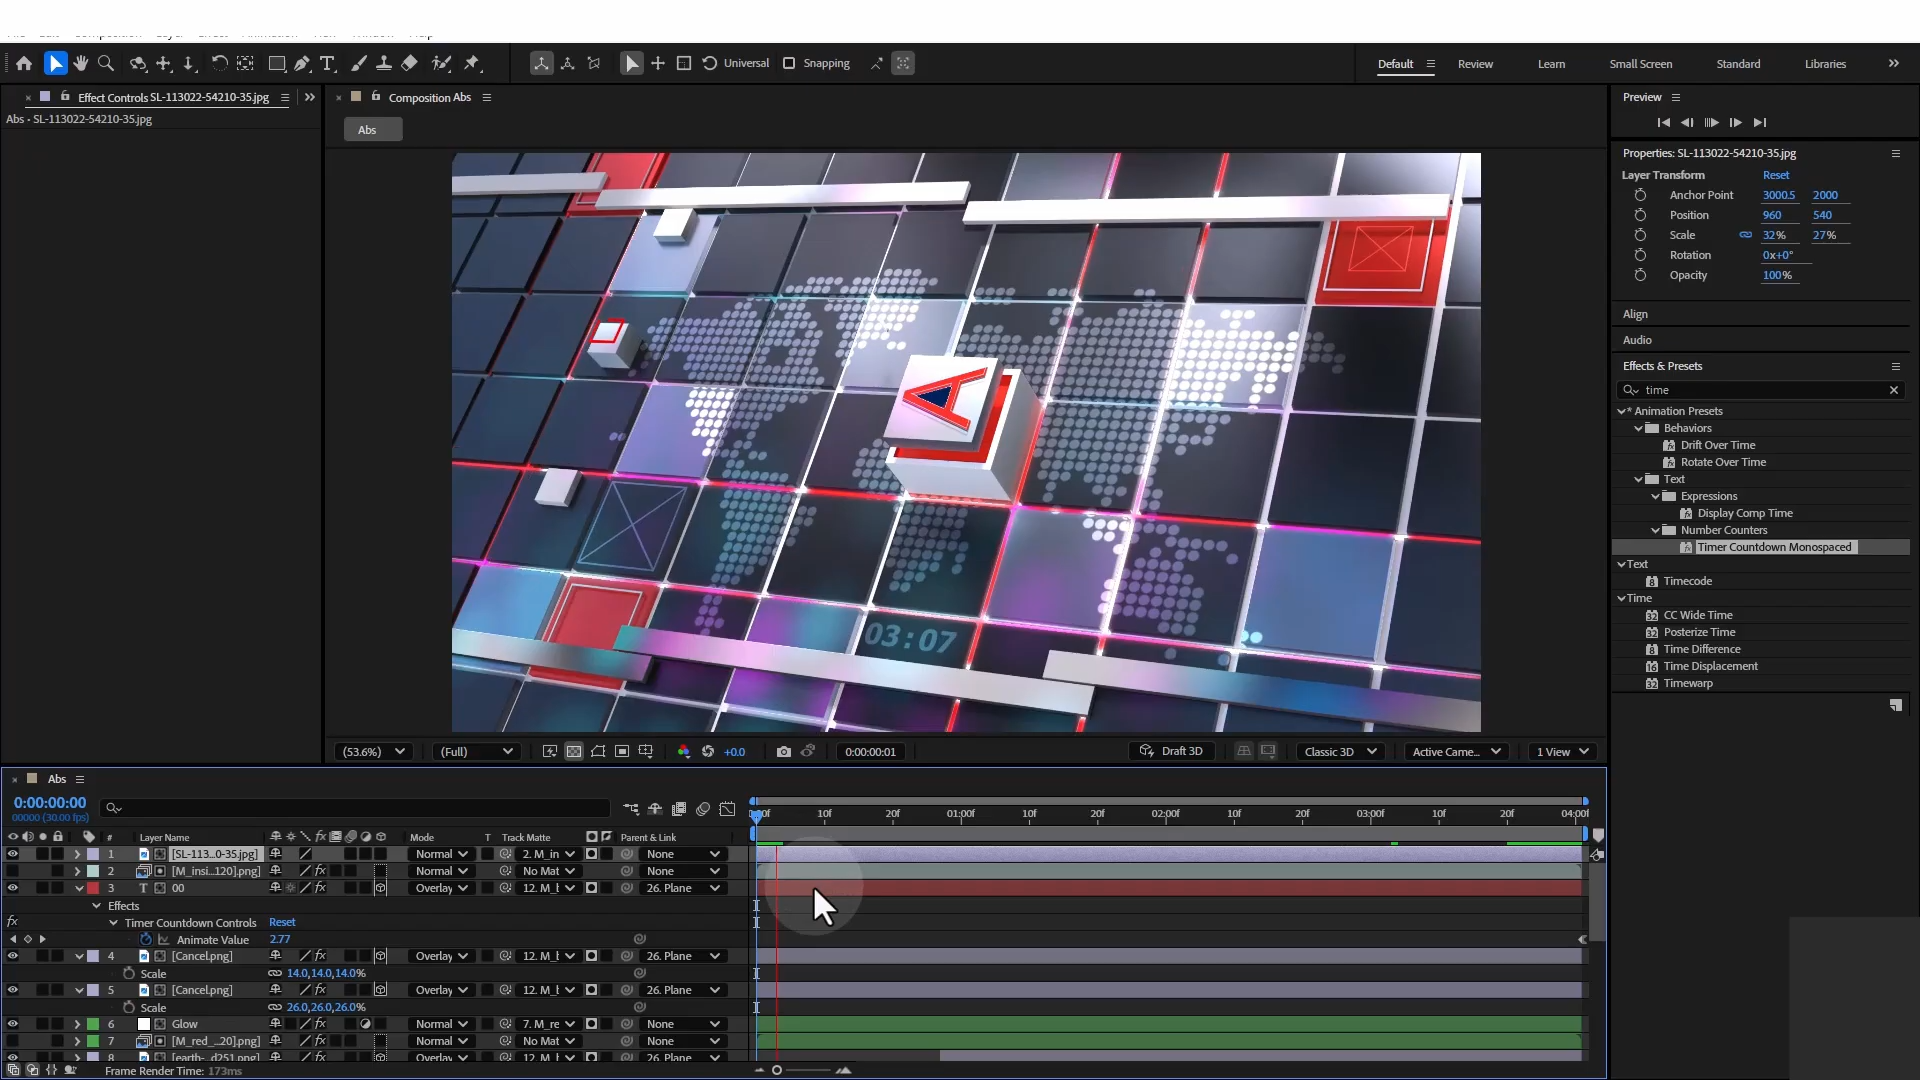 Universal
Snapping
Default
Review
Learn
Small Screen
Standard
Libraries
Effect Controls SL-113022-54210-35.jpg
Abs • SL-113022-54210-35.jpg
Composition Abs
Abs
A
03:07
(53.6%)
(Full)
+0.0
0:00:00:01
Draft 3D
Classic 3D
Active Came...
1 View
Preview
Properties: SL-113022-54210-35.jpg
Layer Transform Reset
Anchor Point 3000.5 2000
Position 960 540
Scale 32% 27%
Rotation 0x+0°
Opacity 100%
Align
Audio
Effects & Presets
time
* Animation Presets
Behaviors
Drift Over Time
Rotate Over Time
Text
Expressions
Display Comp Time
Number Counters
Timer Countdown Monospaced
Text
Timecode
Time
CC Wide Time
Posterize Time
Time Difference
Time Displacement
Timewarp
Abs
0:00:00:00
00000 (30.00 fps)
:00f 10f 20f 01:00f 10f 20f 02:00f 10f 20f 03:00f 10f 20f 04:00f
# Layer Name Mode T Track Matte Parent & Link
1 [SL-113...0-35.jpg] Normal 2. M_in None
2 [M_insi...120].png] Normal No Mat None
3 T 00 Overlay 26. Plane
Effects
fx Timer Countdown Controls Reset
Animate Value 2.77
4 [Cancel.png] Overlay 26. Plane
Scale 14.0,14.0,14.0%
5 [Cancel.png] Overlay 26. Plane
Scale 26.0,26.0,26.0%
6 Glow Normal 7. M_re None
7 [M_red_...20].png] Normal No Mat None
8 [earth-...d251].png] Overlay 26. Plane
Frame Render Time: 173ms